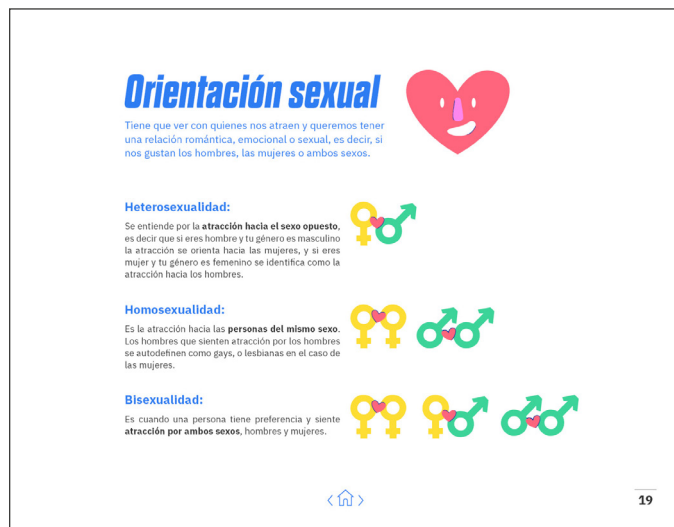 Orientación sexual
Tiene que ver con quienes nos atraen y queremos tener
una relación romántica, emocional o sexual, es decir, si
nos gustan los hombres, las mujeres o ambos sexos.
Heterosexualidad:
Se entiende por la atracción hacia el sexo opuesto,
es decir que si eres hombre y tu género es masculino
la atracción se orienta hacia las mujeres, y si eres
mujer y tu género es femenino se identifica como la
atracción hacia los hombres.
Homosexualidad:
Es la atracción hacia las personas del mismo sexo.
Los hombres que sienten atracción por los hombres
se autodefinen como gays, o lesbianas en el caso de
las mujeres.
Bisexualidad:
Es cuando una persona tiene preferencia y siente
atracción por ambos sexos, hombres y mujeres.
19